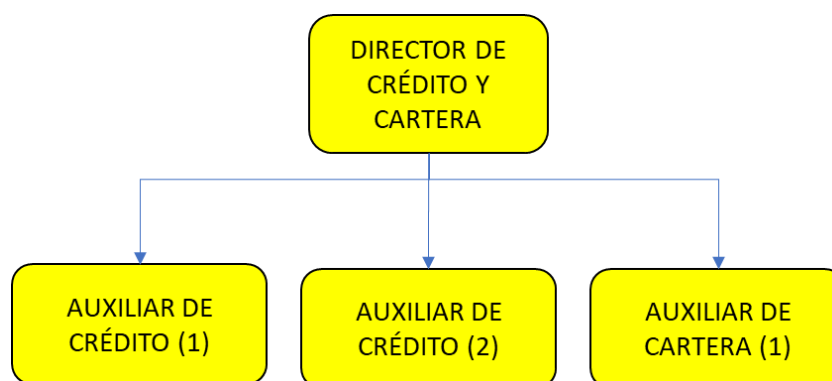 DIRECTOR DE
CRÉDITO Y
CARTERA
AUXILIAR DE
CRÉDITO (1)
AUXILIAR DE
CRÉDITO (2)
AUXILIAR DE
CARTERA (1)